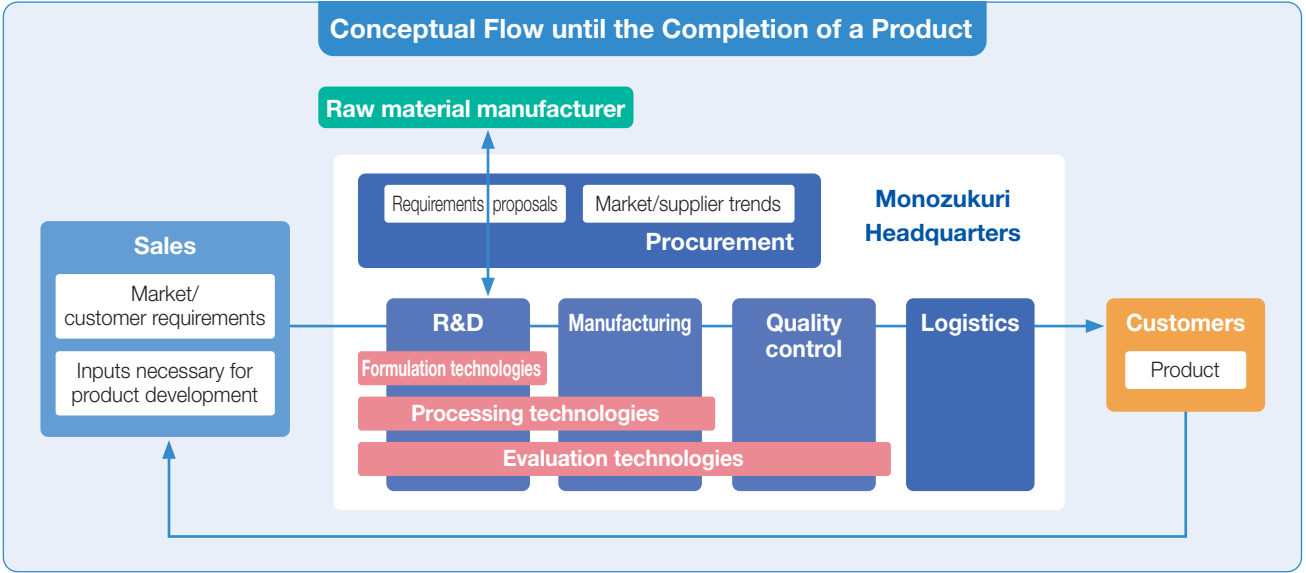 Conceptual Flow until the Completion of a Product
Raw material manufacturer
Requirements proposals
Market/supplier trends
Procurement
Monozukuri
Headquarters
Sales
Market/
customer requirements
Inputs necessary for
product development
R&D
Manufacturing
Quality
control
Logistics
Formulation technologies
Processing technologies
Evaluation technologies
Customers
Product